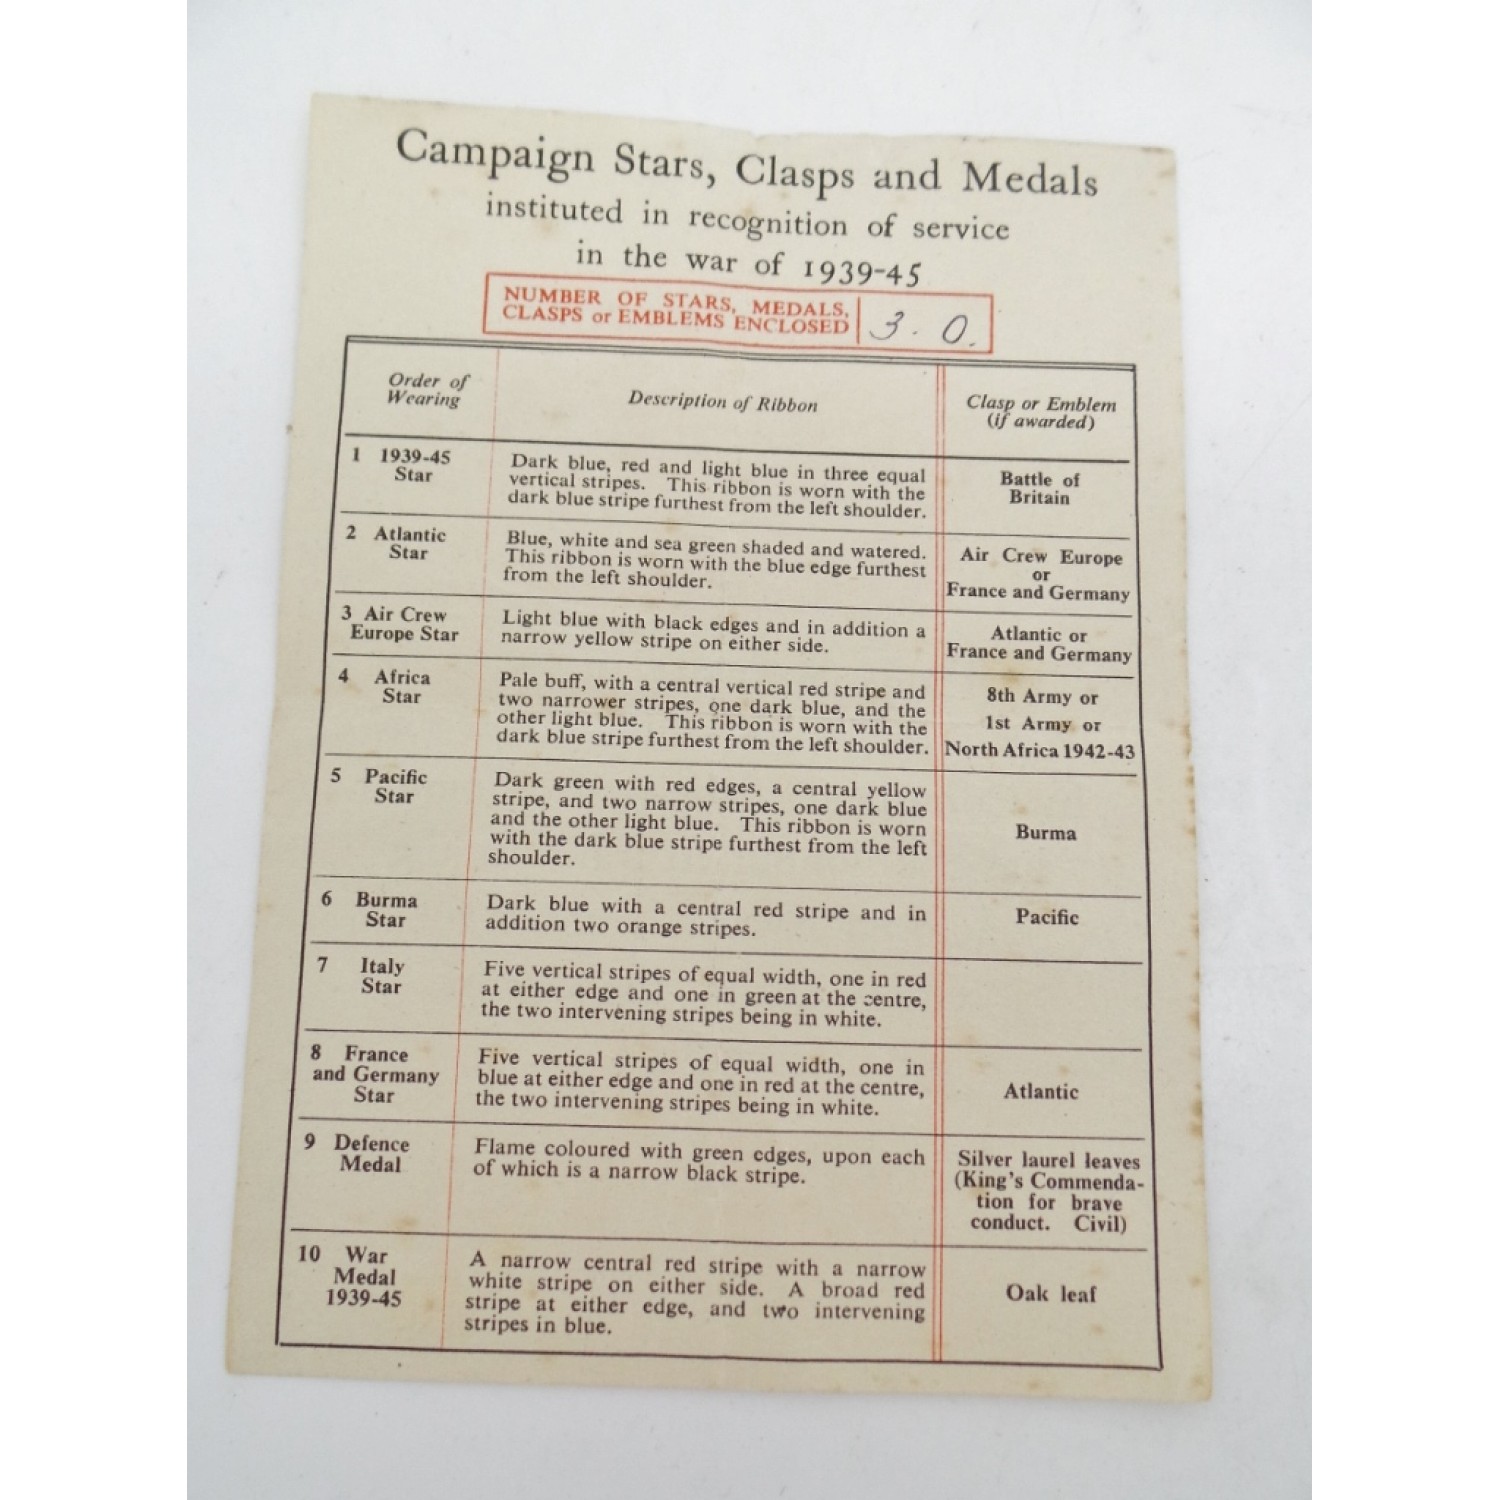 Campaign Stars, Clasps and Medals
instituted in recognition of service
in the war of 1939-45
NUMBER OF STARS, MEDALS,
CLASPS or EMBLEMS ENCLOSED
3 . 0.
Order of
Wearing
Description of Ribbon
Clasp or Emblem
(if awarded)
1 1939-45
Star
Dark blue, red and light blue in three equal
vertical stripes. This ribbon is worn with the
dark blue stripe furthest from the left shoulder.
Battle of
Britain
2 Atlantic
Star
Blue, white and sea green shaded and watered.
This ribbon is worn with the blue edge furthest
from the left shoulder.
Air Crew Europe
or
France and Germany
3 Air Crew
Europe Star
Light blue with black edges and in addition a
narrow yellow stripe on either side.
Atlantic or
France and Germany
4 Africa
Star
Pale buff, with a central vertical red stripe and
two narrower stripes, one dark blue, and the
other light blue. This ribbon is worn with the
dark blue stripe furthest from the left shoulder.
8th Army or
1st Army or
North Africa 1942-43
5 Pacific
Star
Dark green with red edges, a central yellow
stripe, and two narrow stripes, one dark blue
and the other light blue. This ribbon is worn
with the dark blue stripe furthest from the left
shoulder.
Burma
6 Burma
Star
Dark blue with a central red stripe and in
addition two orange stripes.
Pacific
7 Italy
Star
Five vertical stripes of equal width, one in red
at either edge and one in green at the centre,
the two intervening stripes being in white.
8 France
and Germany
Star
Five vertical stripes of equal width, one in
blue at either edge and one in red at the centre,
the two intervening stripes being in white.
Atlantic
9 Defence
Medal
Flame coloured with green edges, upon each
of which is a narrow black stripe.
Silver laurel leaves
(King's Commenda-
tion for brave
conduct. Civil)
10 War
Medal
1939-45
A narrow central red stripe with a narrow
white stripe on either side. A broad red
stripe at either edge, and two intervening
stripes in blue.
Oak leaf